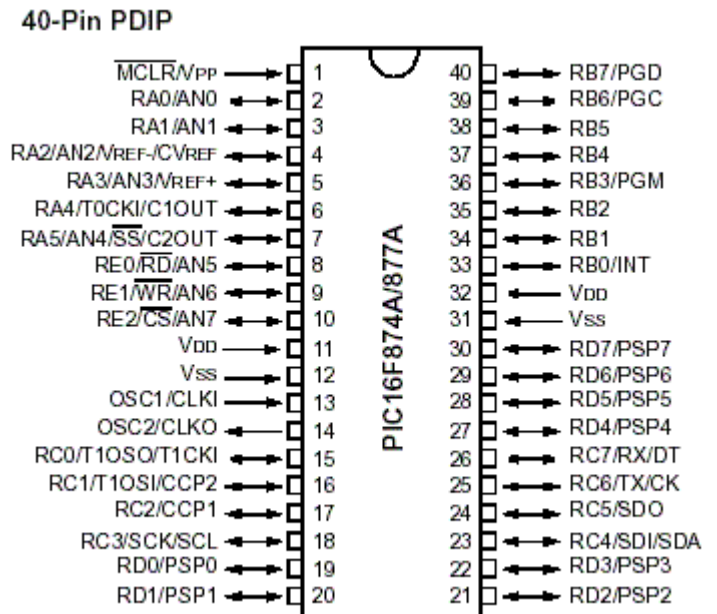 40-Pin PDIP
MCLR/VPP 1 40 RB7/PGD
RA0/AN0 2 39 RB6/PGC
RA1/AN1 3 38 RB5
RA2/AN2/VREF-/CVREF 4 37 RB4
RA3/AN3/VREF+ 5 36 RB3/PGM
RA4/T0CKI/C1OUT 6 35 RB2
RA5/AN4/SS/C2OUT 7 34 RB1
RE0/RD/AN5 8 33 RB0/INT
RE1/WR/AN6 9 32 VDD
RE2/CS/AN7 10 31 VSS
VDD 11 30 RD7/PSP7
VSS 12 29 RD6/PSP6
OSC1/CLKI 13 28 RD5/PSP5
OSC2/CLKO 14 27 RD4/PSP4
RC0/T1OSO/T1CKI 15 26 RC7/RX/DT
RC1/T1OSI/CCP2 16 25 RC6/TX/CK
RC2/CCP1 17 24 RC5/SDO
RC3/SCK/SCL 18 23 RC4/SDI/SDA
RD0/PSP0 19 22 RD3/PSP3
RD1/PSP1 20 21 RD2/PSP2
PIC16F874A/877A